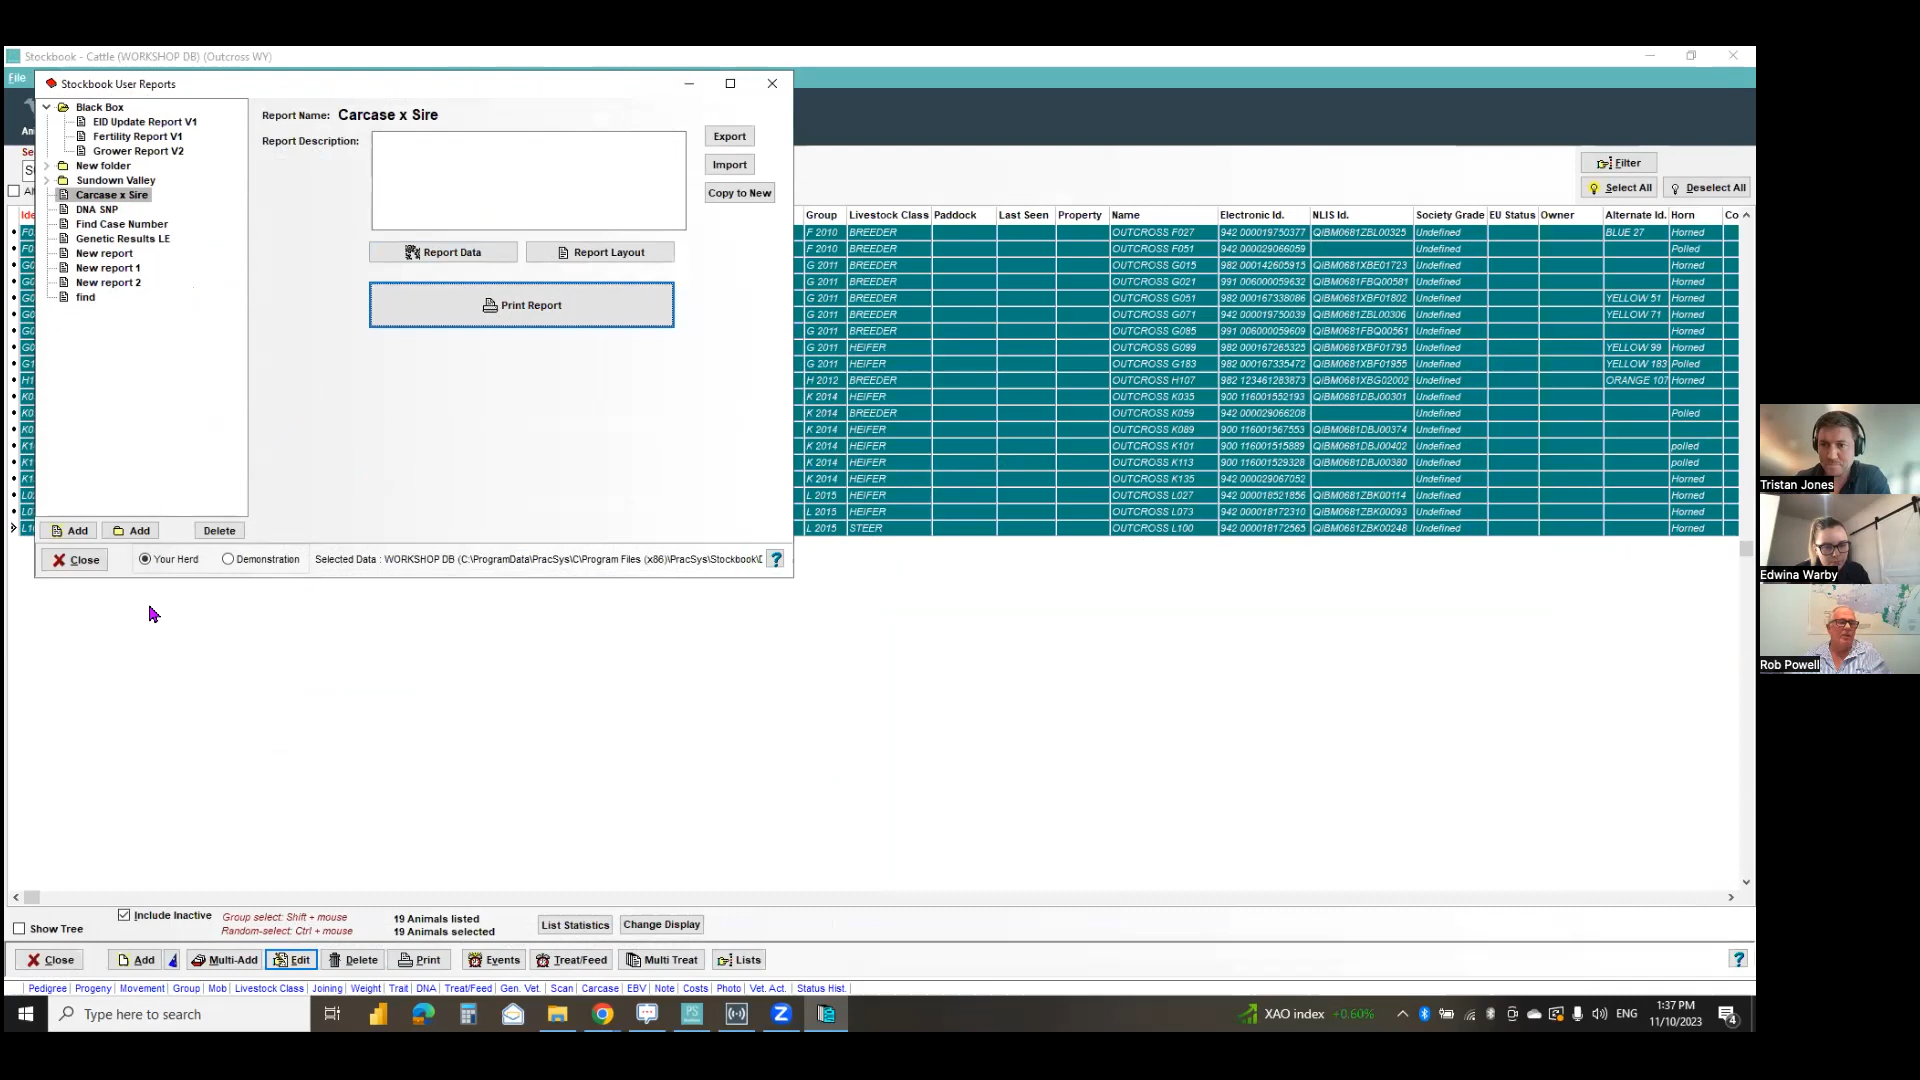 Stockbook - Cattle (WORKSHOP DB) (Outcross WY)
File
Stockbook User Reports
Black Box
EID Update Report V1
Fertility Report V1
Grower Report V2
New folder
Sundown Valley
Carcase x Sire
DNA SNP
Find Case Number
Genetic Results LE
New report
New report 1
New report 2
find
Report Name: Carcase x Sire
Report Description:
Export
Import
Copy to New
Report Data
Report Layout
Print Report
Add
Add
Delete
Close
Your Herd
Demonstration
Selected Data : WORKSHOP DB (C:\ProgramData\PracSys\C\Program Files (x86)\PracSys\Stockbook\
Filter
Select All
Deselect All
Group Livestock Class Paddock Last Seen Property Name Electronic Id. NLIS Id. Society Grade EU Status Owner Alternate Id. Horn Co
F 2010 BREEDER OUTCROSS F027 942 000019750377 QIBM0681ZBL00325 Undefined BLUE 27 Horned
F 2010 BREEDER OUTCROSS F051 942 000029066059 Undefined Polled
G 2011 BREEDER OUTCROSS G015 982 000142605915 QIBM0681XBE01723 Undefined Horned
G 2011 BREEDER OUTCROSS G021 991 006000059632 QIBM0681FBQ00581 Undefined Horned
G 2011 BREEDER OUTCROSS G051 982 000167338086 QIBM0681XBF01802 Undefined YELLOW 51 Horned
G 2011 BREEDER OUTCROSS G071 942 000019750039 QIBM0681ZBL00306 Undefined YELLOW 71 Horned
G 2011 BREEDER OUTCROSS G085 991 006000059609 QIBM0681FBQ00561 Undefined Horned
G 2011 HEIFER OUTCROSS G099 982 000167265325 QIBM0681XBF01795 Undefined YELLOW 99 Horned
G 2011 HEIFER OUTCROSS G183 982 000167335472 QIBM0681XBF01955 Undefined YELLOW 183 Polled
H 2012 BREEDER OUTCROSS H107 982 123461283873 QIBM0681XBG02002 Undefined ORANGE 107 Horned
K 2014 HEIFER OUTCROSS K035 900 116001552193 QIBM0681DBJ00301 Undefined Horned
K 2014 BREEDER OUTCROSS K059 942 000029066208 Undefined Polled
K 2014 HEIFER OUTCROSS K089 900 116001567553 QIBM0681DBJ00374 Undefined Horned
K 2014 HEIFER OUTCROSS K101 900 116001515889 QIBM0681DBJ00402 Undefined polled
K 2014 HEIFER OUTCROSS K113 900 116001529328 QIBM0681DBJ00380 Undefined polled
K 2014 HEIFER OUTCROSS K135 942 000029067052 Undefined Horned
L 2015 HEIFER OUTCROSS L027 942 000018521856 QIBM0681ZBK00114 Undefined Horned
L 2015 HEIFER OUTCROSS L073 942 000018172310 QIBM0681ZBK00093 Undefined Horned
L 2015 STEER OUTCROSS L100 942 000018172565 QIBM0681ZBK00248 Undefined Horned
Tristan Jones
Edwina Warby
Rob Powell
Show Tree
Include Inactive
Group select: Shift + mouse
Random-select: Ctrl + mouse
19 Animals listed
19 Animals selected
List Statistics
Change Display
Close
Add
Multi-Add
Edit
Delete
Print
Events
Treat/Feed
Multi Treat
Lists
Pedigree Progeny Movement Group Mob Livestock Class Joining Weight Trait DNA Treat/Feed Gen. Vet. Scan Carcase EBV Note Costs Photo Vet. Act. Status Hist.
Type here to search
XAO index +0.60%
ENG
1:37 PM
11/10/2023
4